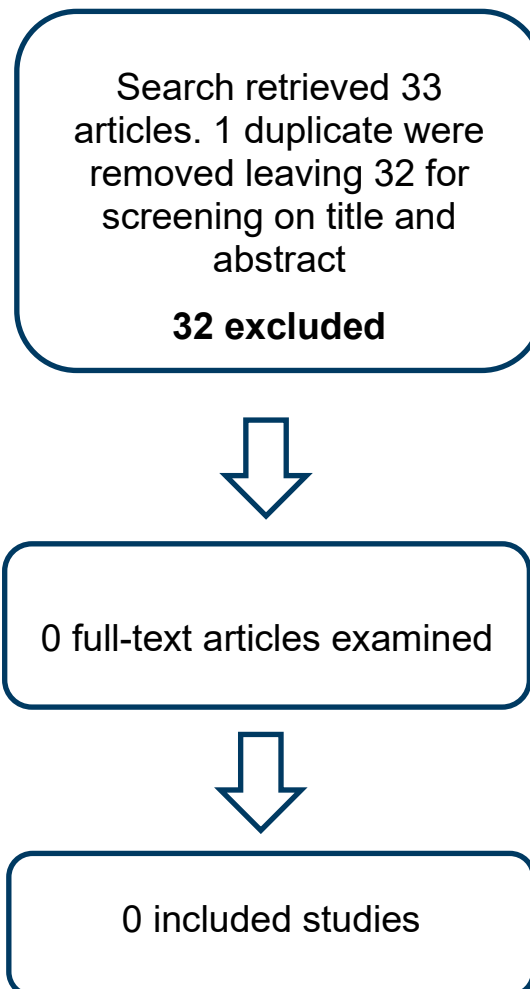 Search retrieved 33
articles. 1 duplicate were
removed leaving 32 for
screening on title and
abstract
32 excluded
0 full-text articles examined
0 included studies